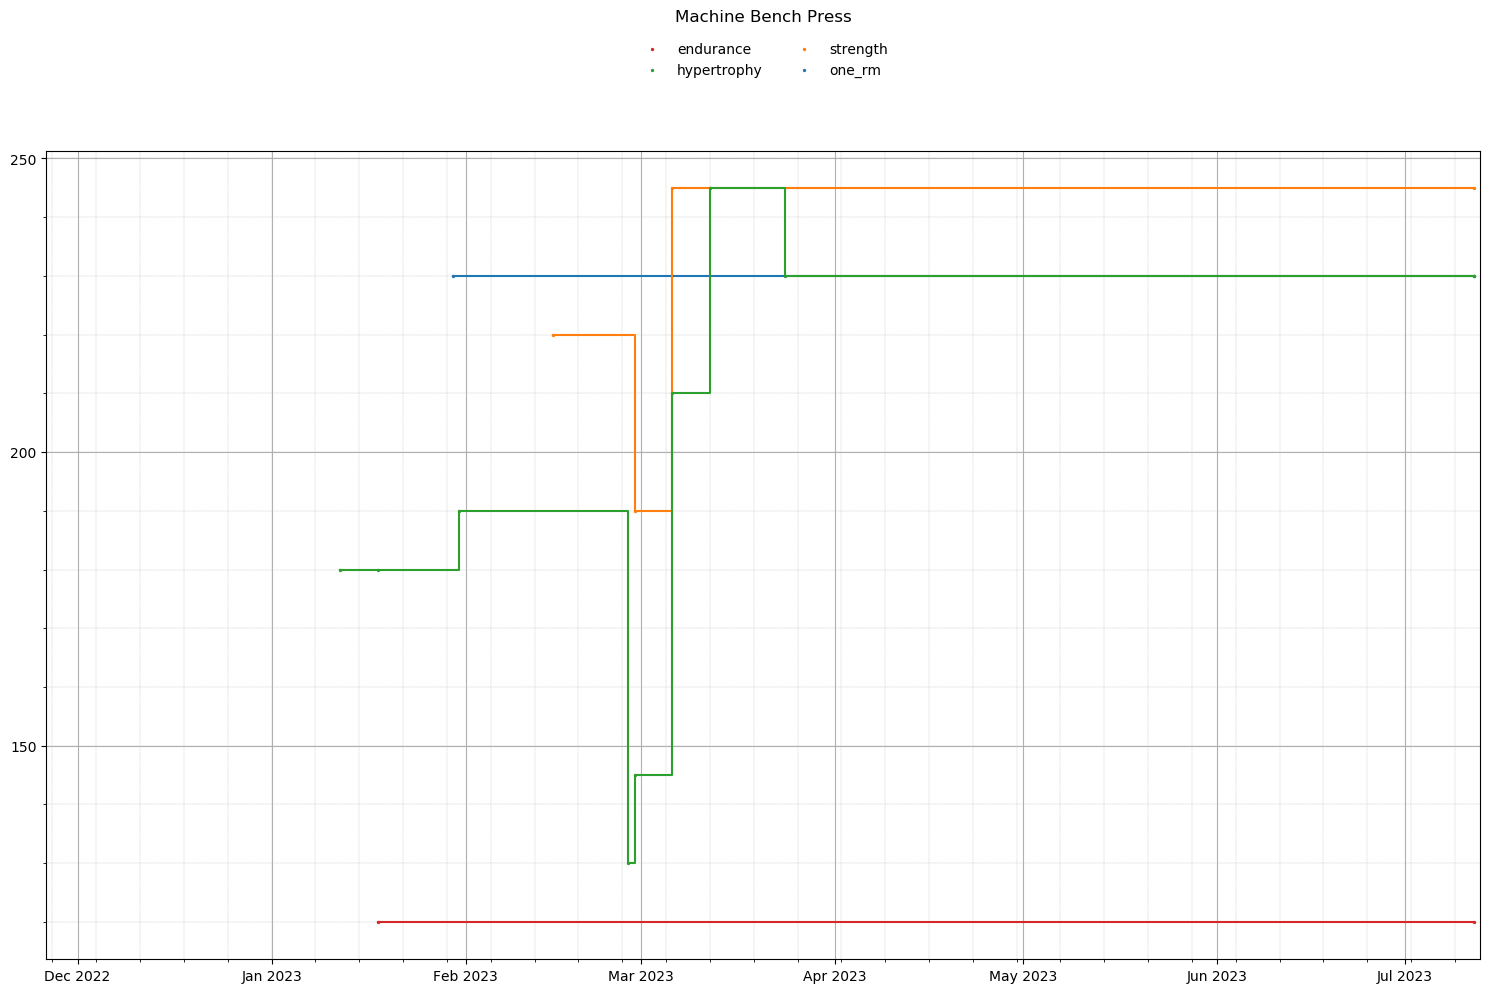 Machine Bench Press
endurance strength
hypertrophy one_rm
250
200
150
Dec 2022 Jan 2023 Feb 2023 Mar 2023 Apr 2023 May 2023 Jun 2023 Jul 2023